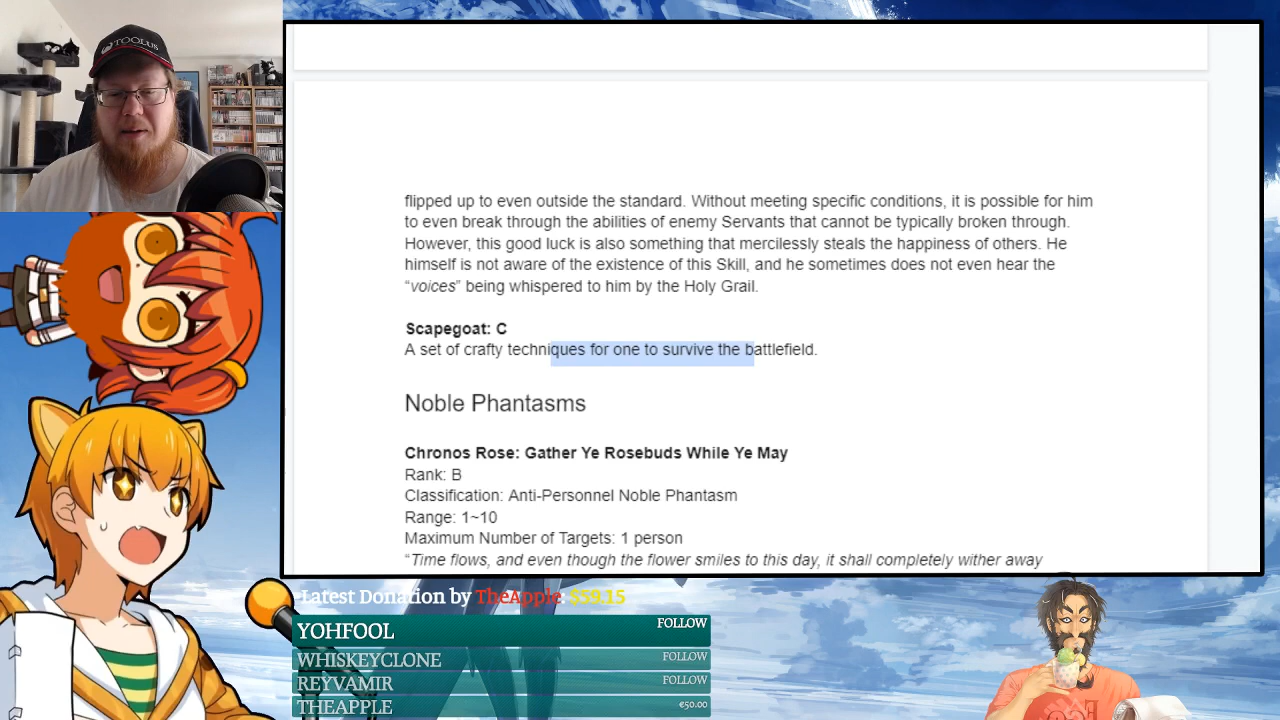 TOOLUS
flipped up to even outside the standard. Without meeting specific conditions, it is possible for him
to even break through the abilities of enemy Servants that cannot be typically broken through.
However, this good luck is also something that mercilessly steals the happiness of others. He
himself is not aware of the existence of this Skill, and he sometimes does not even hear the
“voices” being whispered to him by the Holy Grail.
Scapegoat: C
A set of crafty techniques for one to survive the battlefield.
Noble Phantasms
Chronos Rose: Gather Ye Rosebuds While Ye May
Rank: B
Classification: Anti-Personnel Noble Phantasm
Range: 1~10
Maximum Number of Targets: 1 person
“Time flows, and even though the flower smiles to this day, it shall completely wither away
Latest Donation by TheApple: $59.15
YOHFOOL FOLLOW
WHISKEYCLONE FOLLOW
REYVAMIR FOLLOW
THEAPPLE €50.00